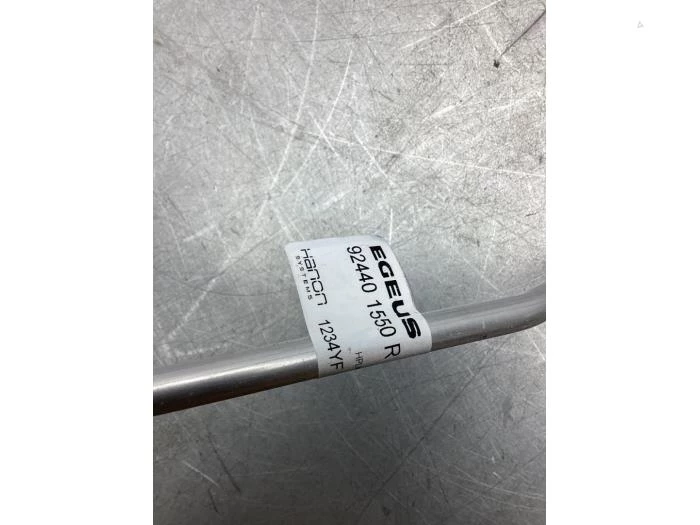 EGEUS
92440 1550 R
Hanon
SYSTEMS
1234YF